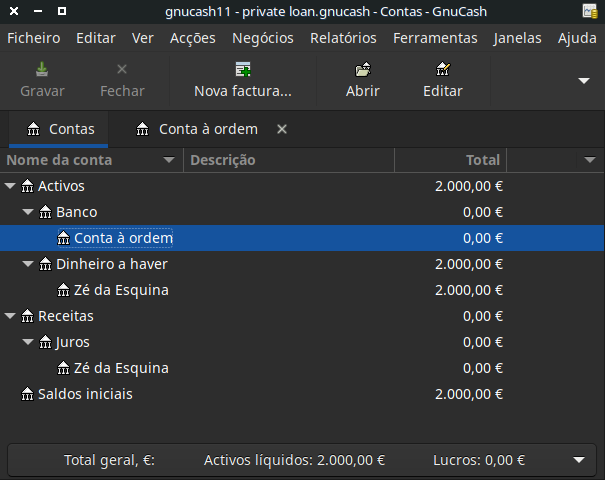 gnucash11 - private loan.gnucash - Contas - GnuCash
Ficheiro Editar Ver Acções Negócios Relatórios Ferramentas Janelas Ajuda
Gravar Fechar Nova factura... Abrir Editar
Contas Conta à ordem
Nome da conta Descrição Total
Activos 2.000,00 €
Banco 0,00 €
Conta à ordem 0,00 €
Dinheiro a haver 2.000,00 €
Zé da Esquina 2.000,00 €
Receitas 0,00 €
Juros 0,00 €
Zé da Esquina 0,00 €
Saldos iniciais 2.000,00 €
Total geral, €: Activos líquidos: 2.000,00 € Lucros: 0,00 €